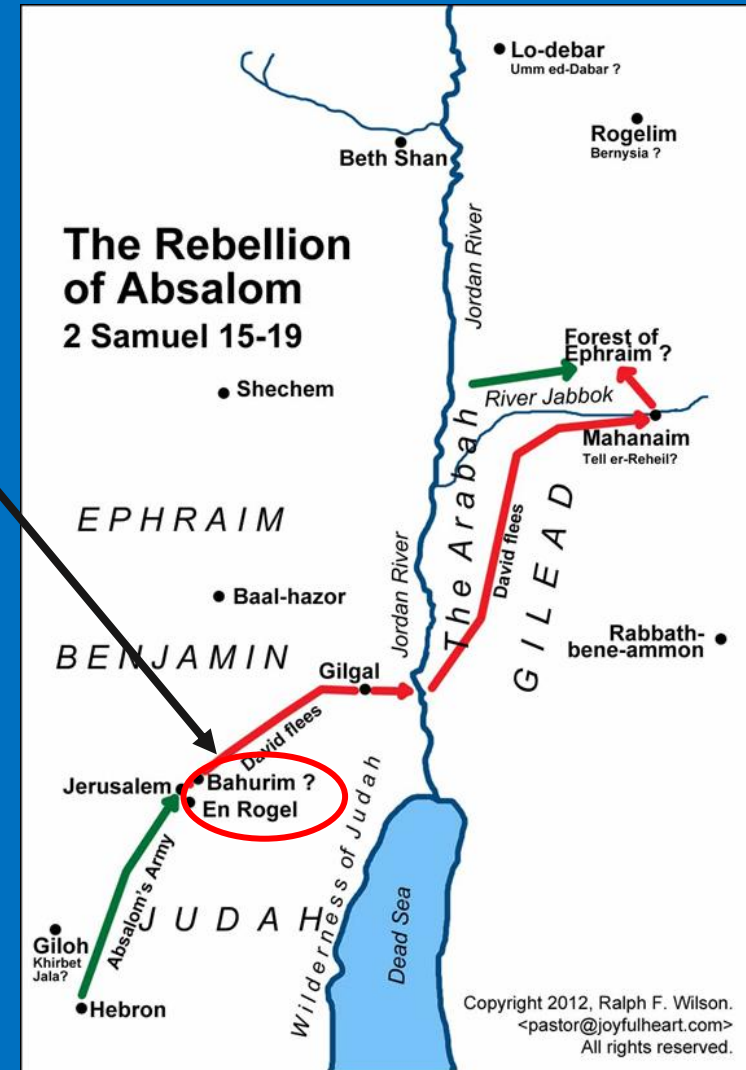 Lo-debar
Umm ed-Dabar ?
Rogelim
Bernysia ?
Beth Shan
The Rebellion
of Absalom
2 Samuel 15-19
Jordan River
Forest of
Ephraim ?
River Jabbok
Shechem
Mahanaim
Tell er-Reheil?
EPHRAIM
The Arabah
David flees
GILEAD
Baal-hazor
Jordan River
BENJAMIN
Rabbath-
bene-ammon
Gilgal
David flees
Jerusalem
Bahurim ?
En Rogel
Absalom's Army
JUDAH
Wilderness of Judah
Dead Sea
Giloh
Khirbet
Jala?
Hebron
Copyright 2012, Ralph F. Wilson.
<pastor@joyfulheart.com>
All rights reserved.